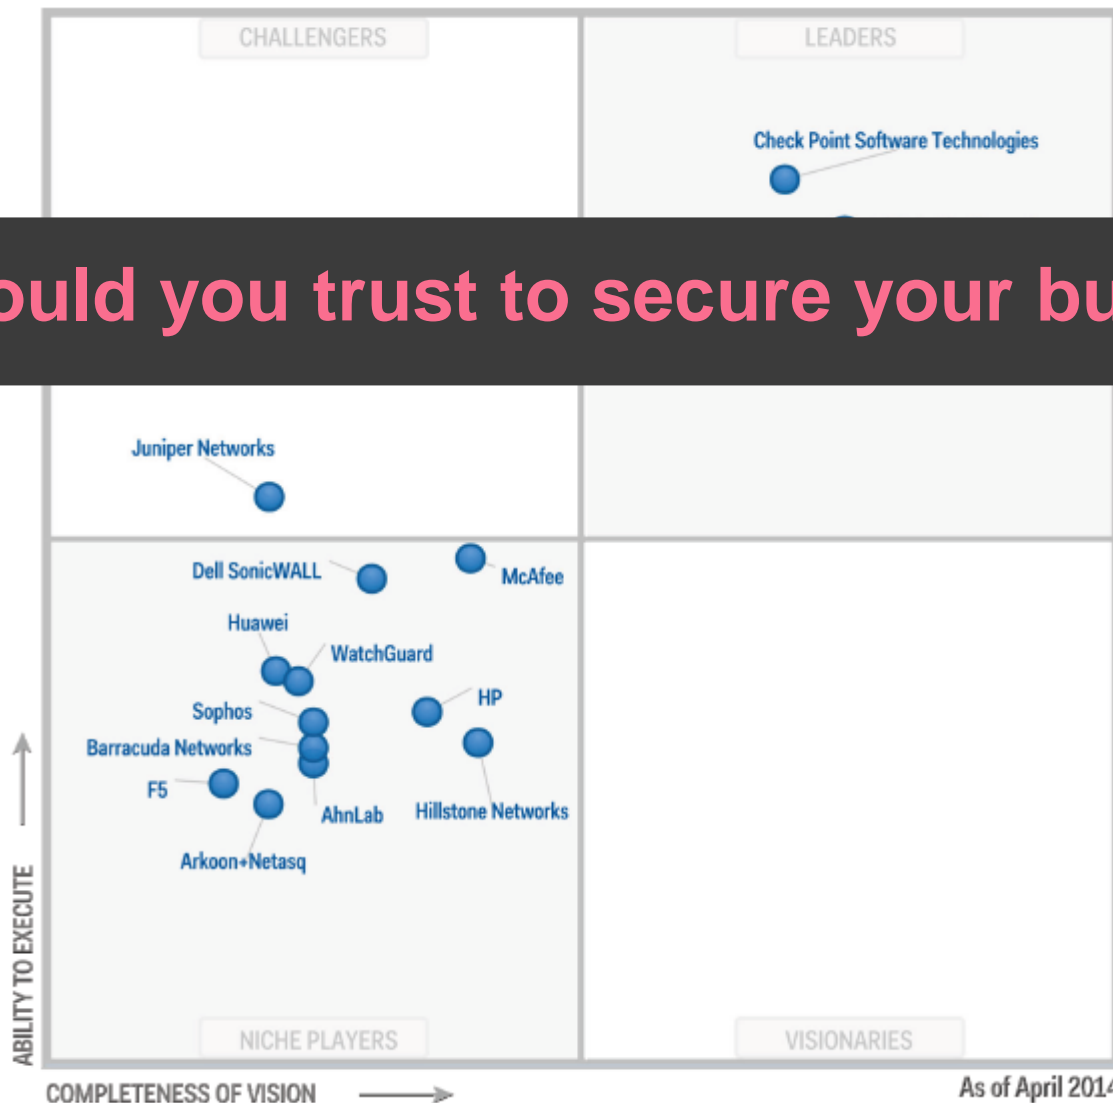 CHALLENGERS
LEADERS
Check Point Software Technologies
ould you trust to secure your bu
Juniper Networks
Dell SonicWALL
McAfee
Huawei
WatchGuard
HP
Sophos
Barracuda Networks
F5
AhnLab
Hillstone Networks
Arkoon+Netasq
ABILITY TO EXECUTE
NICHE PLAYERS
VISIONARIES
COMPLETENESS OF VISION
As of April 2014